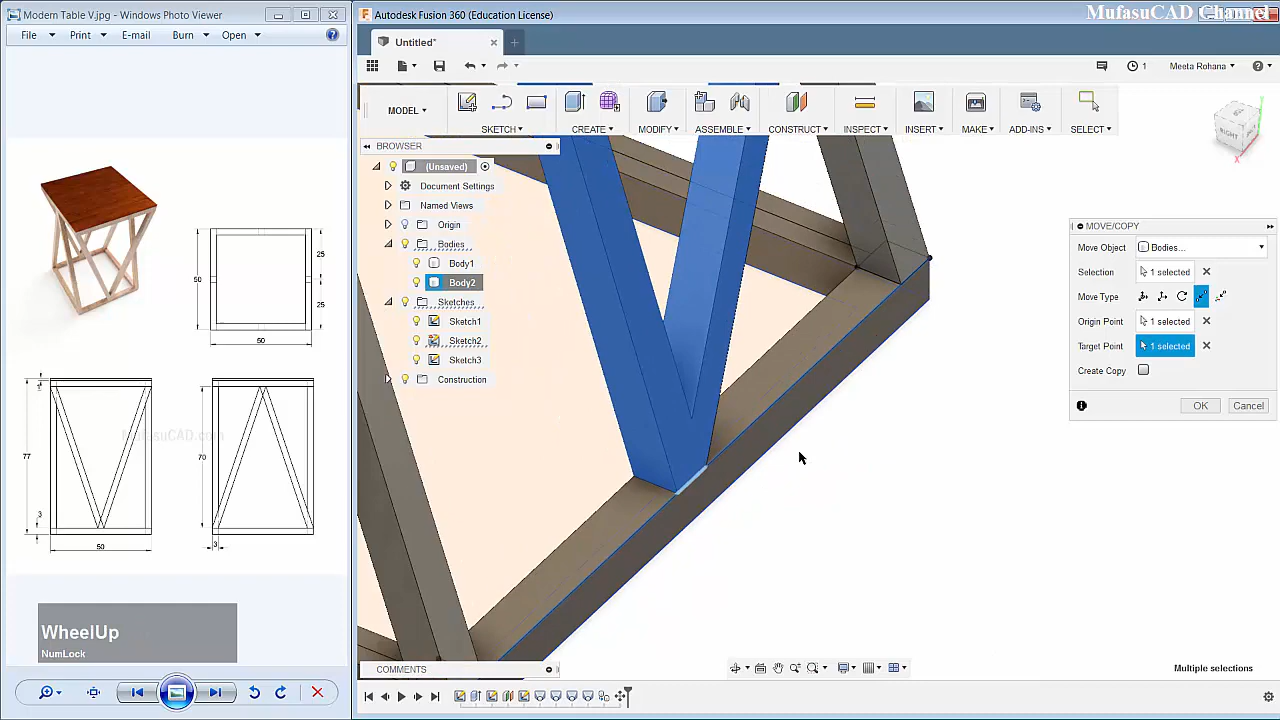 Modern Table V.jpg - Windows Photo Viewer
File Print E-mail Burn Open
50
25
25
50
77
3
50
70
3
MufasuCAD.com
WheelUp
NumLock
Autodesk Fusion 360 (Education License)
MufasuCAD Channel
Untitled*
1 Meeta Rohana
MODEL
SKETCH CREATE MODIFY ASSEMBLE CONSTRUCT INSPECT INSERT MAKE ADD-INS SELECT
RIGHT
BROWSER
(Unsaved)
Document Settings
Named Views
Origin
Bodies
Body1
Body2
Sketches
Sketch1
Sketch2
Sketch3
Construction
MOVE/COPY
Move Object Bodies...
Selection 1 selected
Move Type
Origin Point 1 selected
Target Point 1 selected
Create Copy
OK Cancel
COMMENTS
Multiple selections